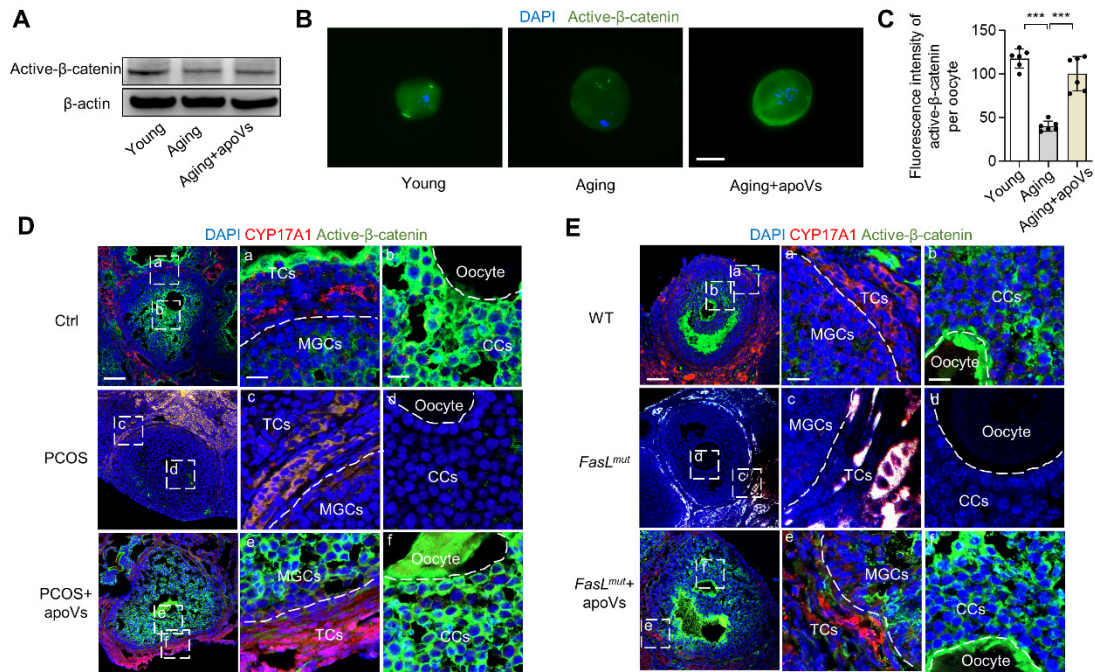 A
Active-β-catenin
β-actin
Young
Aging
Aging+apoVs
B
DAPI Active-β-catenin
Young
Aging
Aging+apoVs
C
Fluorescence intensity of
active-β-catenin
per oocyte
150
100
50
0
*** ***
Young
Aging
Aging+apoVs
D
DAPI CYP17A1 Active-β-catenin
Ctrl
a
b
a
TCs
MGCs
b
Oocyte
CCs
PCOS
c
d
c
TCs
MGCs
d
Oocyte
CCs
PCOS+
apoVs
e
e
MGCs
TCs
f
Oocyte
CCs
E
DAPI CYP17A1 Active-β-catenin
WT
a
b
a
TCs
MGCs
b
CCs
Oocyte
FasLmut
d
c
c
MGCs
TCs
d
Oocyte
CCs
FasLmut+
apoVs
f
e
e
MGCs
TCs
f
CCs
Oocyte